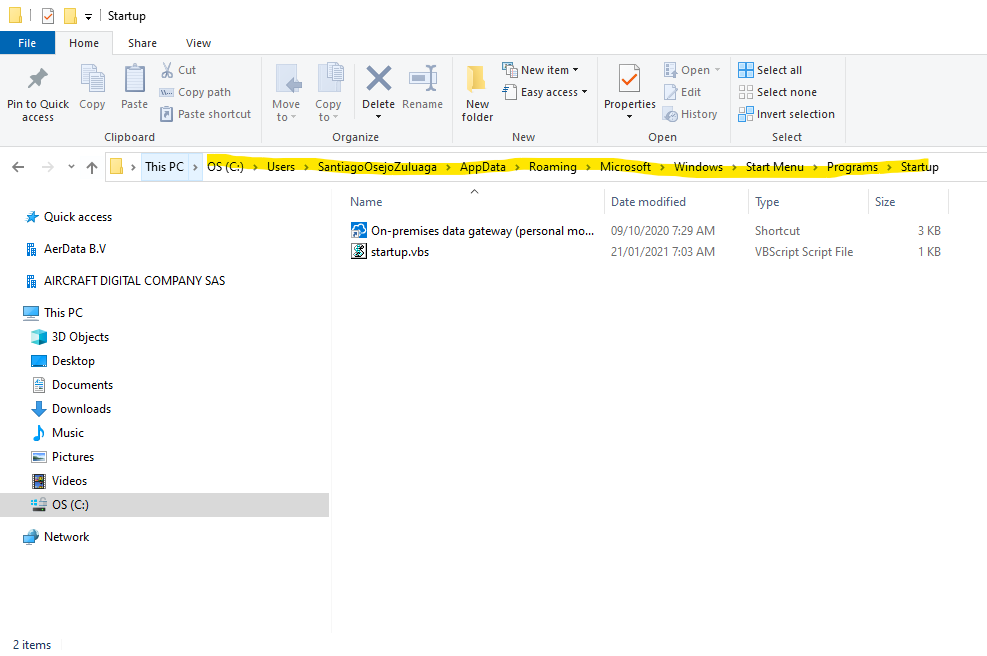 Startup
File Home Share View
Pin to Quick access
Copy
Paste
Cut
Copy path
Paste shortcut
Clipboard
Move to
Copy to
Delete
Rename
Organize
New folder
New item
Easy access
New
Properties
Open
Edit
History
Open
Select all
Select none
Invert selection
Select
This PC > OS (C:) > Users > SantiagoOsejoZuluaga > AppData > Roaming > Microsoft > Windows > Start Menu > Programs > Startup
Quick access
AerData B.V
AIRCRAFT DIGITAL COMPANY SAS
This PC
3D Objects
Desktop
Documents
Downloads
Music
Pictures
Videos
OS (C:)
Network
Name Date modified Type Size
On-premises data gateway (personal mo... 09/10/2020 7:29 AM Shortcut 3 KB
startup.vbs 21/01/2021 7:03 AM VBScript Script File 1 KB
2 items